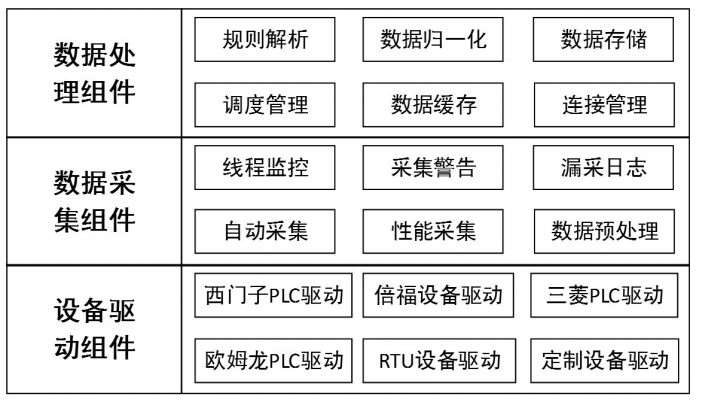 数据处
理组件
规则解析 数据归一化 数据存储
调度管理 数据缓存 连接管理
数据采
集组件
线程监控 采集警告 漏采日志
自动采集 性能采集 数据预处理
设备驱
动组件
西门子PLC驱动 倍福设备驱动 三菱PLC驱动
欧姆龙PLC驱动 RTU设备驱动 定制设备驱动